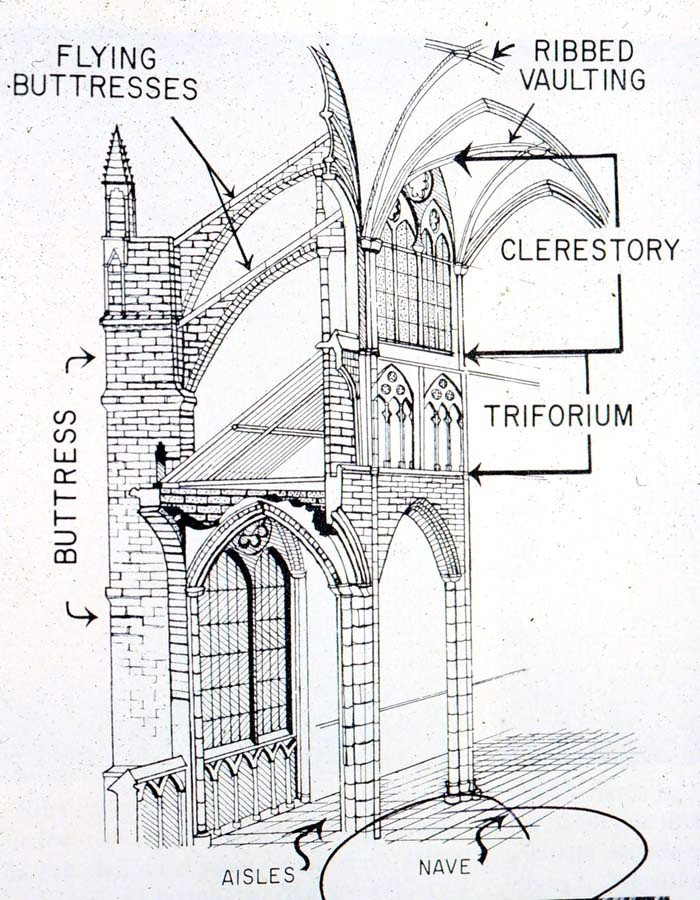 FLYING
BUTTRESSES
RIBBED
VAULTING
CLERESTORY
TRIFORIUM
BUTTRESS
AISLES
NAVE